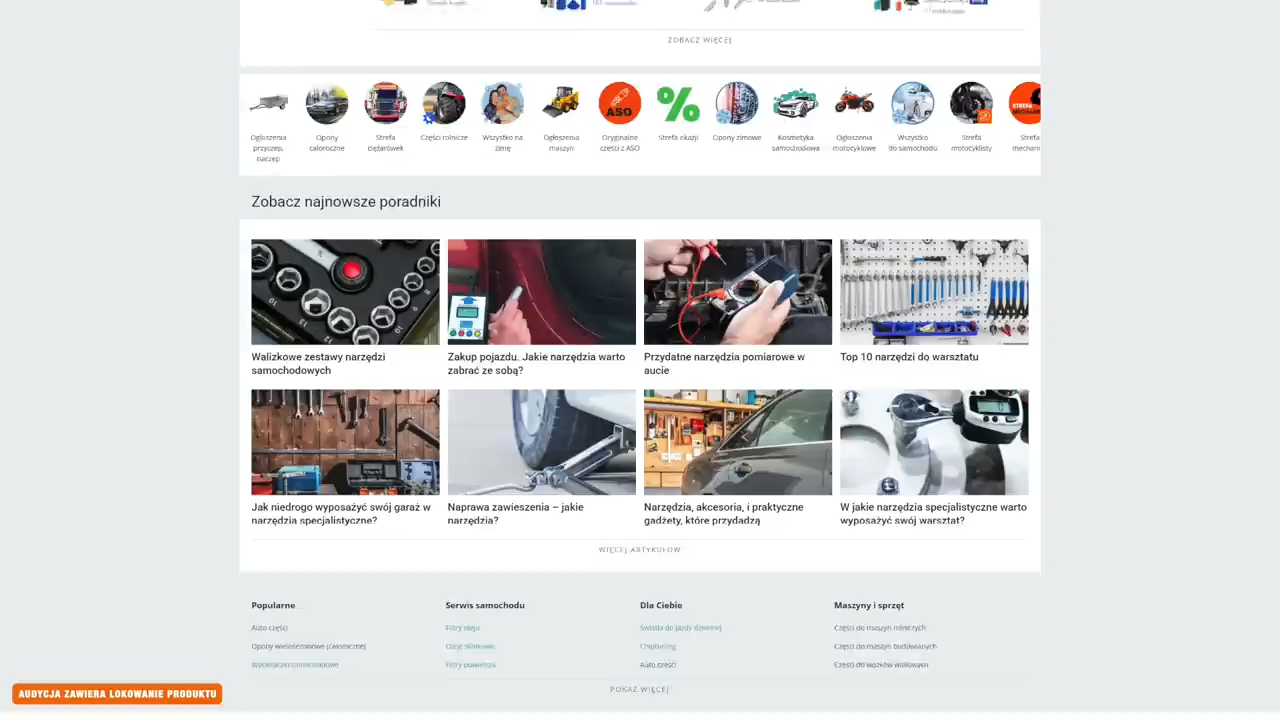 ZOBACZ WIĘCEJ
Ogłoszenia przyczep, naczep
Opony całoroczne
Strefa ciężarówek
Części rolnicze
Wszystko na zimę
Ogłoszenia maszyn
ASO
Oryginalne części z ASO
%
Strefa okazji
Opony zimowe
Kosmetyka samochodowa
Ogłoszenia motocyklowe
Wszystko do samochodu
Strefa motocyklisty
STREFA
Strefa
Zobacz najnowsze poradniki
Walizkowe zestawy narzędzi samochodowych
Zakup pojazdu. Jakie narzędzia warto zabrać ze sobą?
Przydatne narzędzia pomiarowe w aucie
Top 10 narzędzi do warsztatu
Jak niedrogo wyposażyć swój garaż w narzędzia specjalistyczne?
Naprawa zawieszenia – jakie narzędzia?
Narzędzia, akcesoria, i praktyczne gadżety, które przydadzą
W jakie narzędzia specjalistyczne warto wyposażyć swój warsztat?
WIĘCEJ ARTYKUŁÓW
Popularne
Serwis samochodu
Dla Ciebie
Maszyny i sprzęt
Auto części
Filtry oleju
Światła do jazdy dziennej
Części do maszyn rolniczych
Opony wielosezonowe (całoroczne)
Oleje silnikowe
Chiptuning
Części do maszyn budowlanych
Wzmacniacze samochodowe
Filtry powietrza
Auto części
Części do wózków widłowych
POKAŻ WIĘCEJ
AUDYCJA ZAWIERA LOKOWANIE PRODUKTU